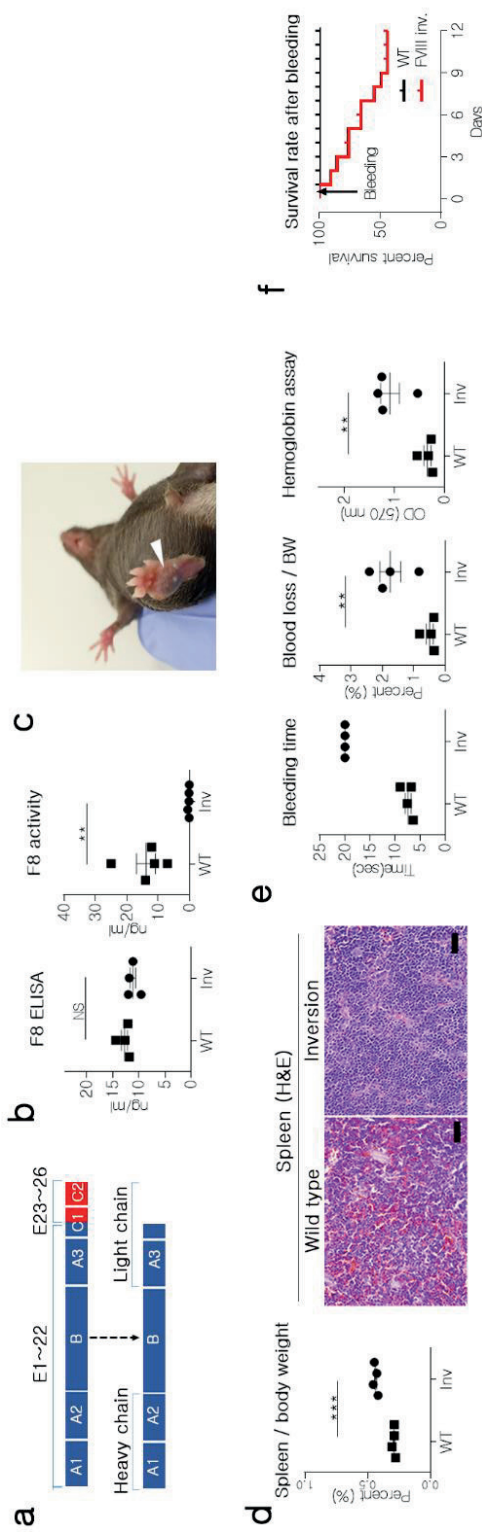 a
E1~22
E23~26
A1 A2 B A3 C1 C2
A1 A2 B A3
Heavy chain
Light chain
b
F8 ELISA
NS
ng/ml
20
10
0
WT Inv
F8 activity
**
ng/ml
40
30
20
10
0
WT Inv
c
d
Spleen / body weight
***
Percent (%)
1.0
0.5
0.0
WT Inv
Spleen (H&E)
Wild type Inversion
e
Bleeding time
Time(sec)
25
20
15
10
5
0
WT Inv
Blood loss / BW
**
Percent (%)
4
3
2
1
0
WT Inv
Hemoglobin assay
**
OD (570 nm)
2
1
0
WT Inv
f
Survival rate after bleeding
Percent survival
100
50
0
Bleeding
WT
FVIII inv.
0 3 6 9 12
Days